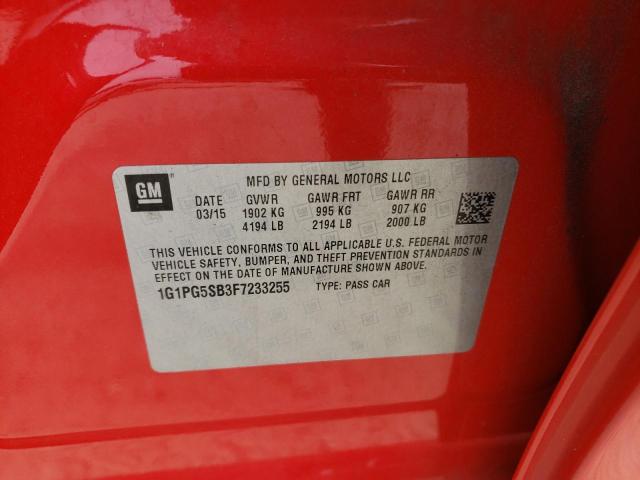 GM
MFD BY GENERAL MOTORS LLC
DATE GVWR GAWR FRT GAWR RR
03/15 1902 KG 995 KG 907 KG
4194 LB 2194 LB 2000 LB
THIS VEHICLE CONFORMS TO ALL APPLICABLE U.S. FEDERAL MOTOR
VEHICLE SAFETY, BUMPER, AND THEFT PREVENTION STANDARDS IN
EFFECT ON THE DATE OF MANUFACTURE SHOWN ABOVE.
1G1PG5SB3F7233255 TYPE: PASS CAR